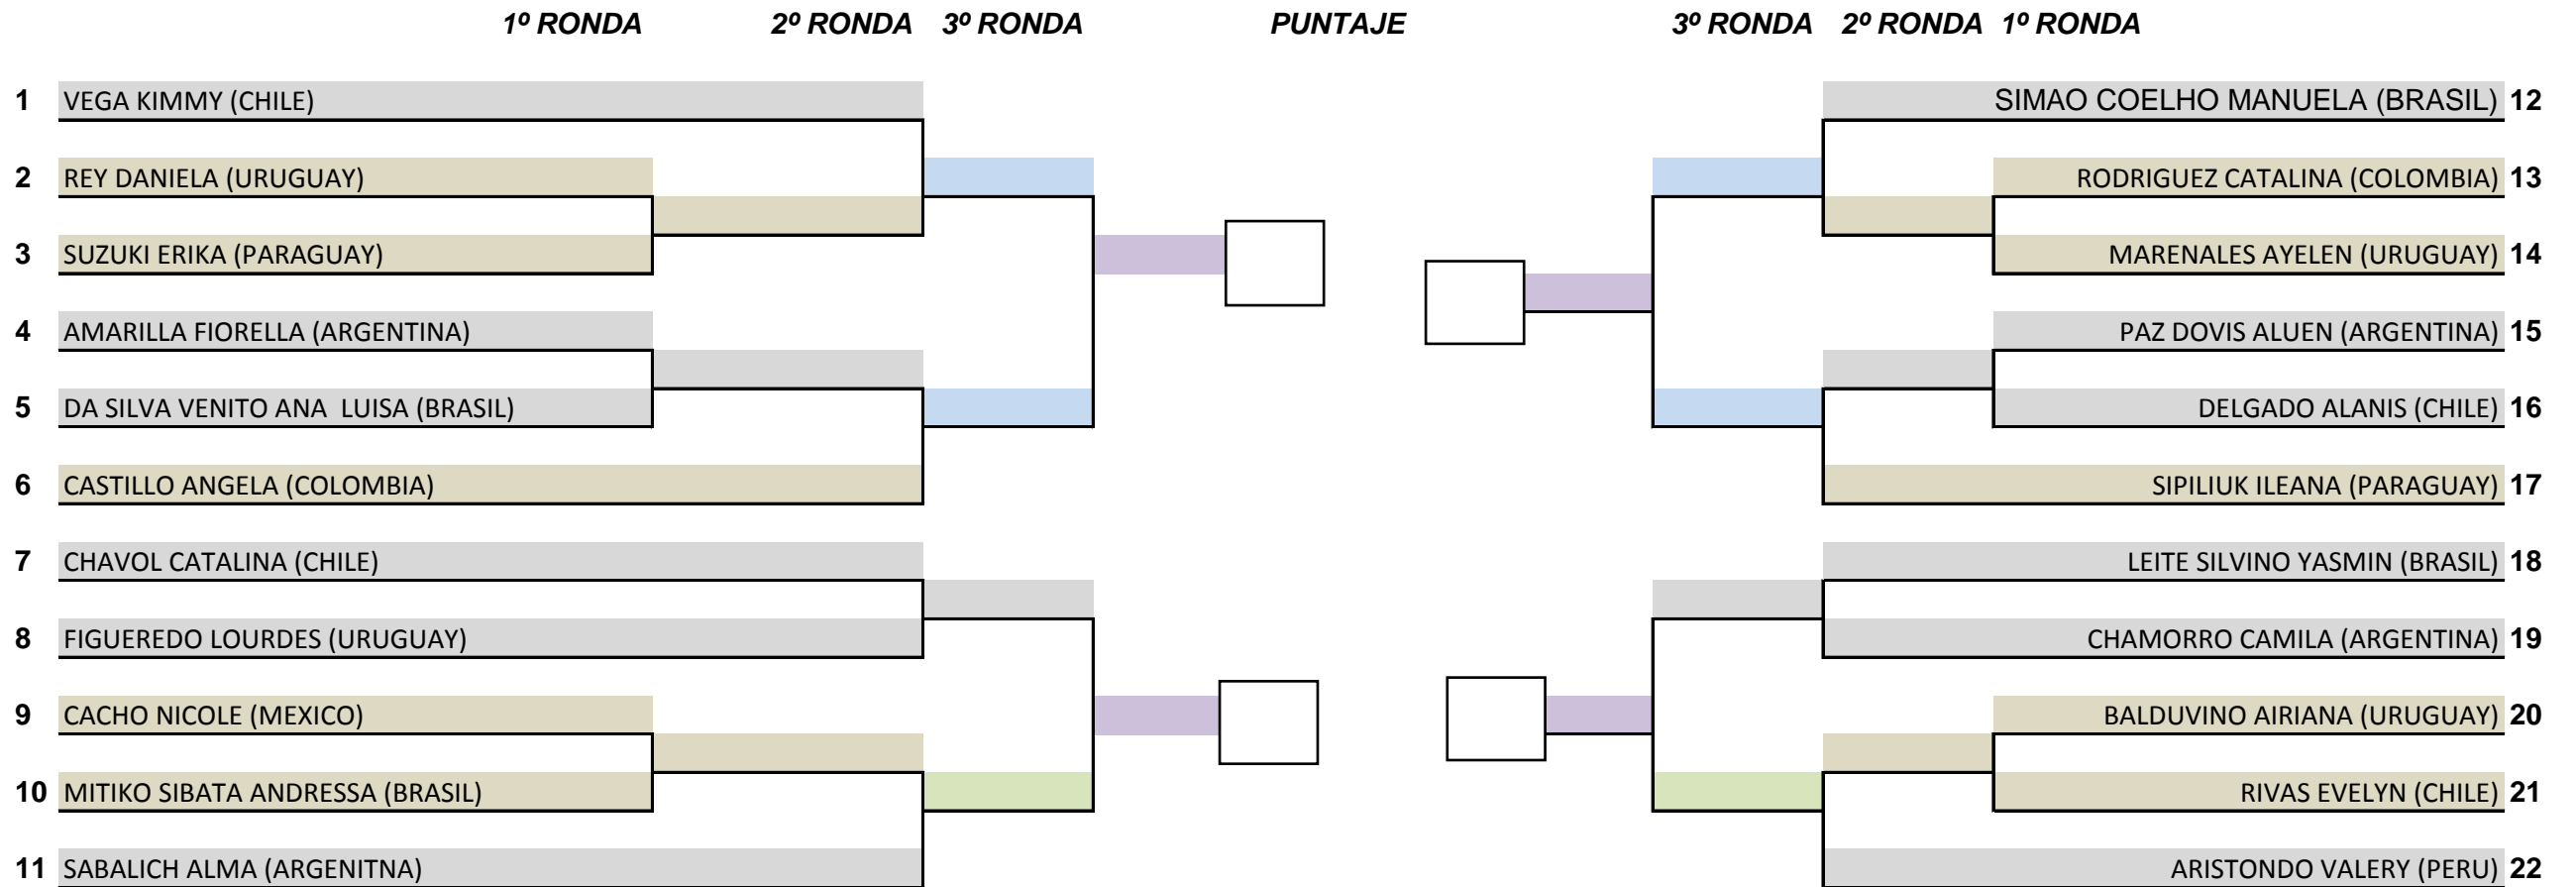 1º RONDA 2º RONDA 3º RONDA PUNTAJE 3º RONDA 2º RONDA 1º RONDA
1 VEGA KIMMY (CHILE) SIMAO COELHO MANUELA (BRASIL) 12
2 REY DANIELA (URUGUAY) RODRIGUEZ CATALINA (COLOMBIA) 13
3 SUZUKI ERIKA (PARAGUAY) MARENALES AYELEN (URUGUAY) 14
4 AMARILLA FIORELLA (ARGENTINA) PAZ DOVIS ALUEN (ARGENTINA) 15
5 DA SILVA VENITO ANA  LUISA (BRASIL) DELGADO ALANIS (CHILE) 16
6 CASTILLO ANGELA (COLOMBIA) SIPILIUK ILEANA (PARAGUAY) 17
7 CHAVOL CATALINA (CHILE) LEITE SILVINO YASMIN (BRASIL) 18
8 FIGUEREDO LOURDES (URUGUAY) CHAMORRO CAMILA (ARGENTINA) 19
9 CACHO NICOLE (MEXICO) BALDUVINO AIRIANA (URUGUAY) 20
10 MITIKO SIBATA ANDRESSA (BRASIL) RIVAS EVELYN (CHILE) 21
11 SABALICH ALMA (ARGENITNA) ARISTONDO VALERY (PERU) 22